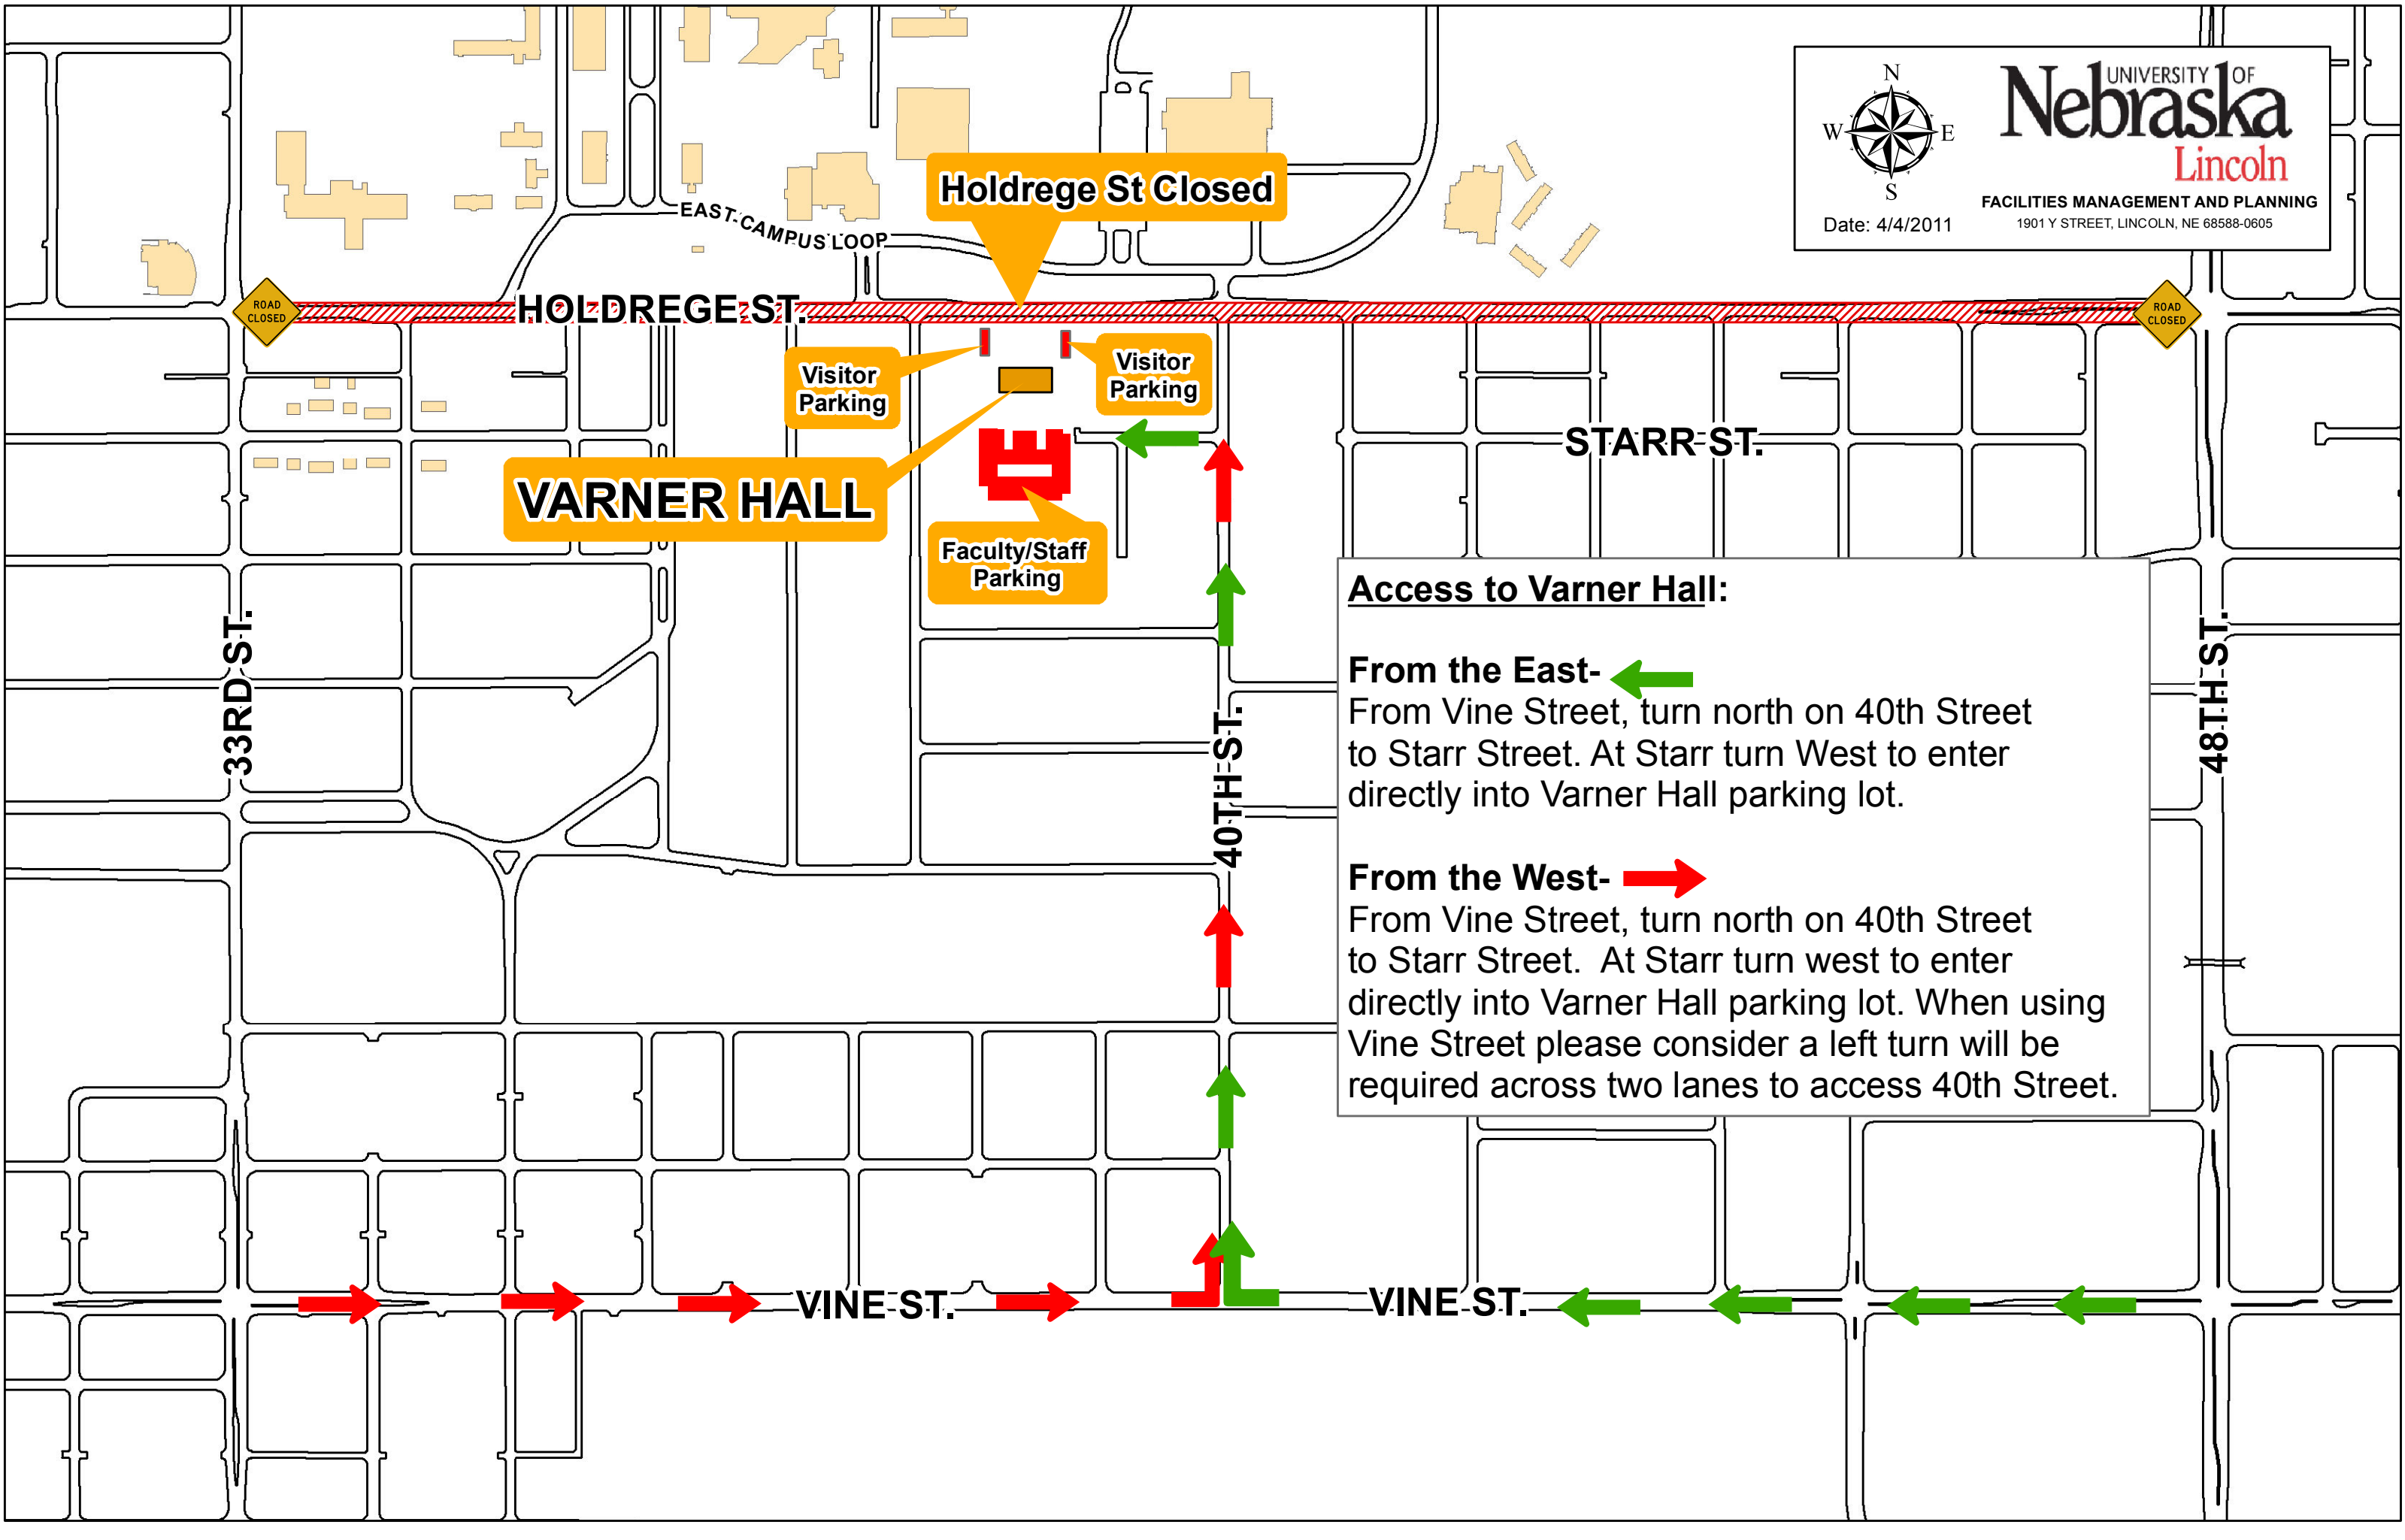 N
W
E
S
Date: 4/4/2011
UNIVERSITY OF
Nebraska
Lincoln
FACILITIES MANAGEMENT AND PLANNING
1901 Y STREET, LINCOLN, NE 68588-0605
Holdrege St Closed
EAST CAMPUS LOOP
ROAD
CLOSED
HOLDREGE ST.
ROAD
CLOSED
Visitor
Parking
Visitor
Parking
STARR ST.
VARNER HALL
Faculty/Staff
Parking
33RD ST.
40TH ST.
48TH ST.
Access to Varner Hall:
From the East-
From Vine Street, turn north on 40th Street
to Starr Street. At Starr turn West to enter
directly into Varner Hall parking lot.
From the West-
From Vine Street, turn north on 40th Street
to Starr Street.  At Starr turn west to enter
directly into Varner Hall parking lot. When using
Vine Street please consider a left turn will be
required across two lanes to access 40th Street.
VINE ST.
VINE ST.